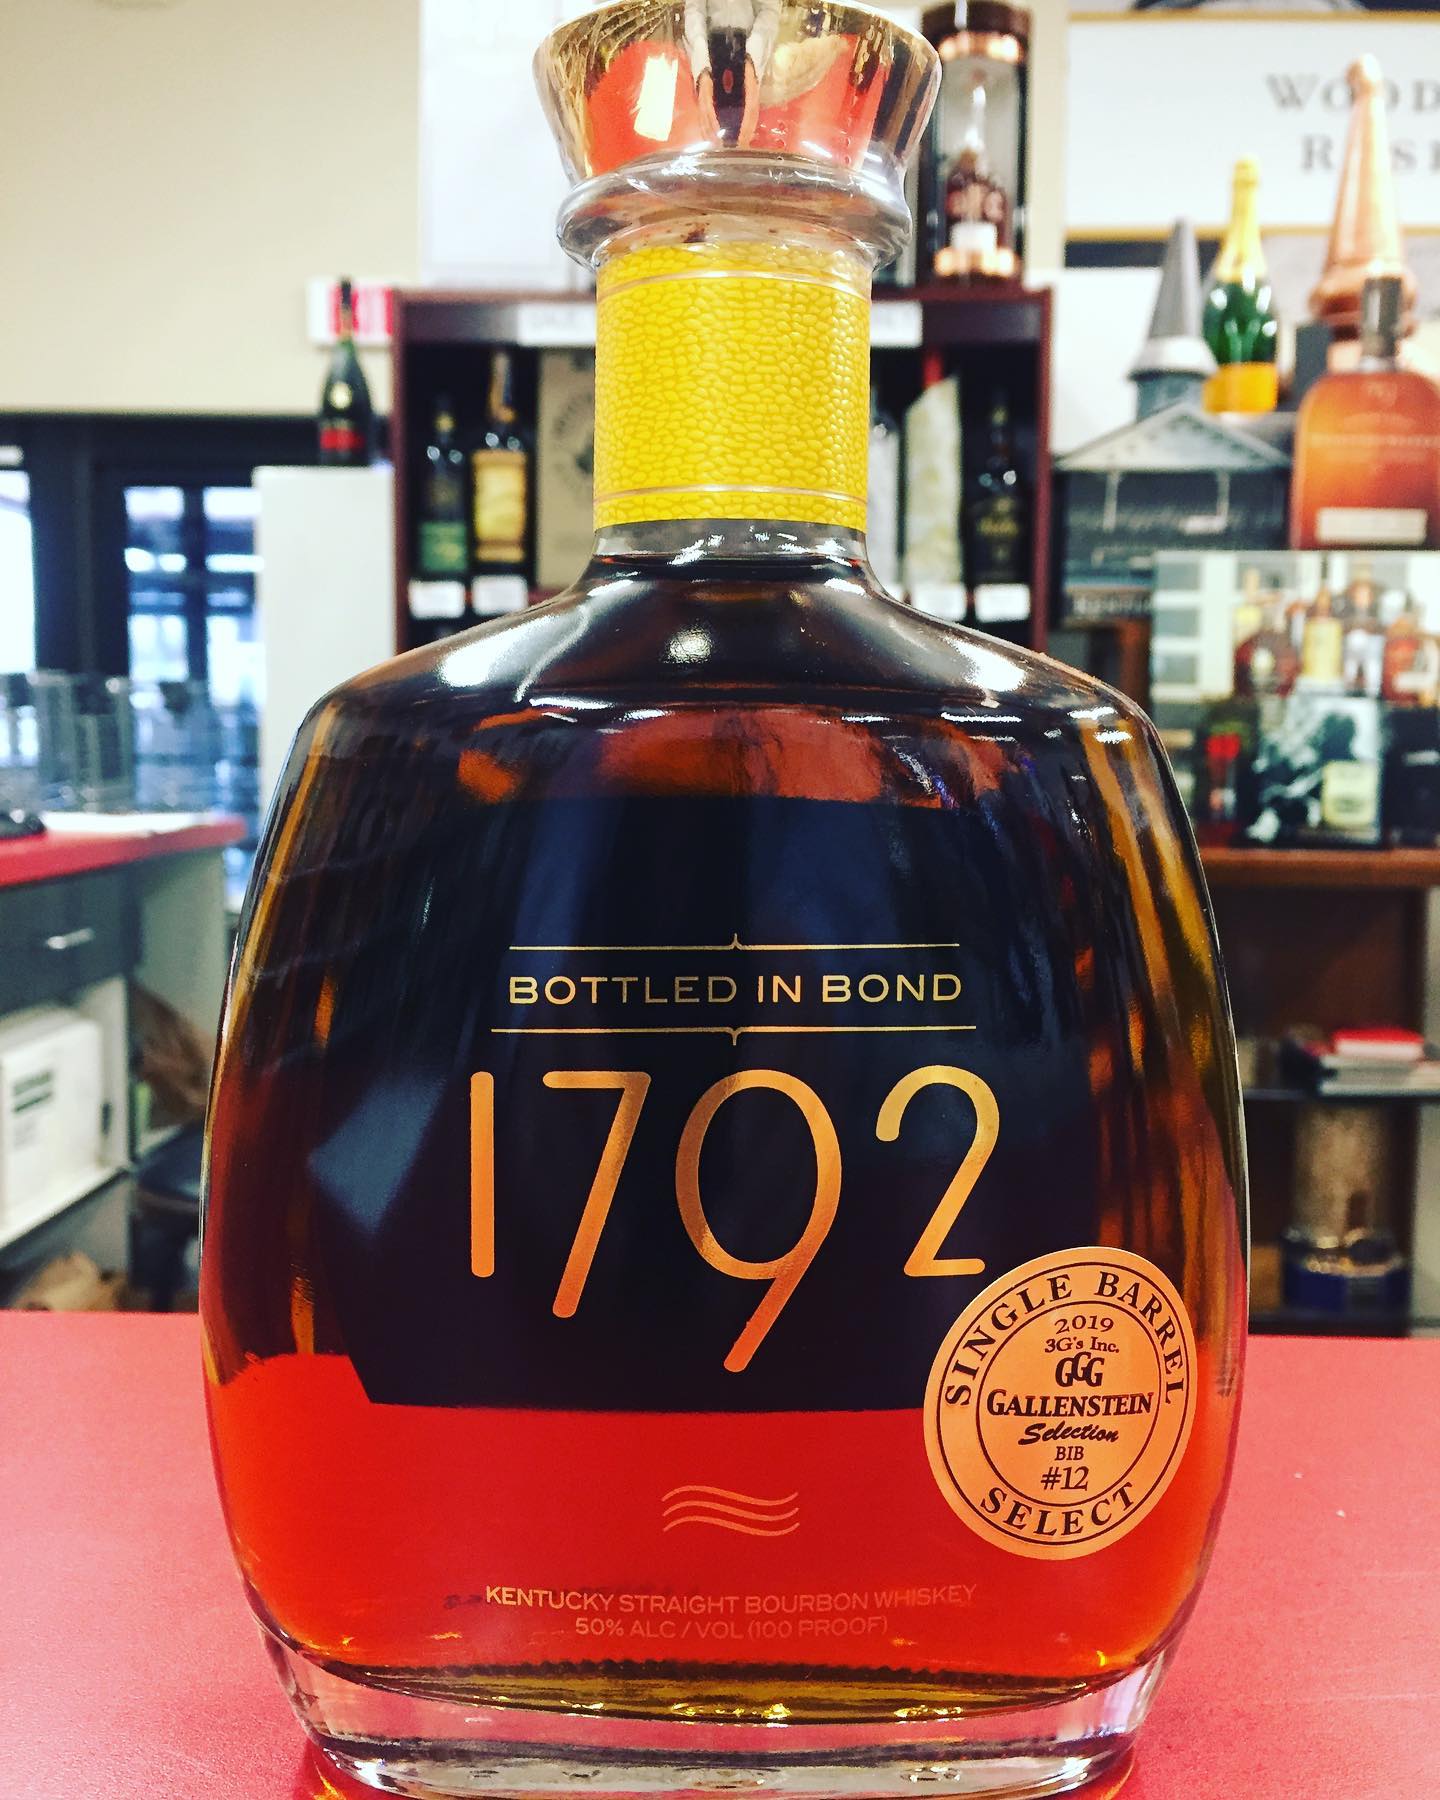 BOTTLED IN BOND
1792
SINGLE BARREL
2019
3G's Inc.
GGG
GALLENSTEIN
Selection
BIB
#12
SELECT
KENTUCKY STRAIGHT BOURBON WHISKEY
50% ALC / VOL (100 PROOF)